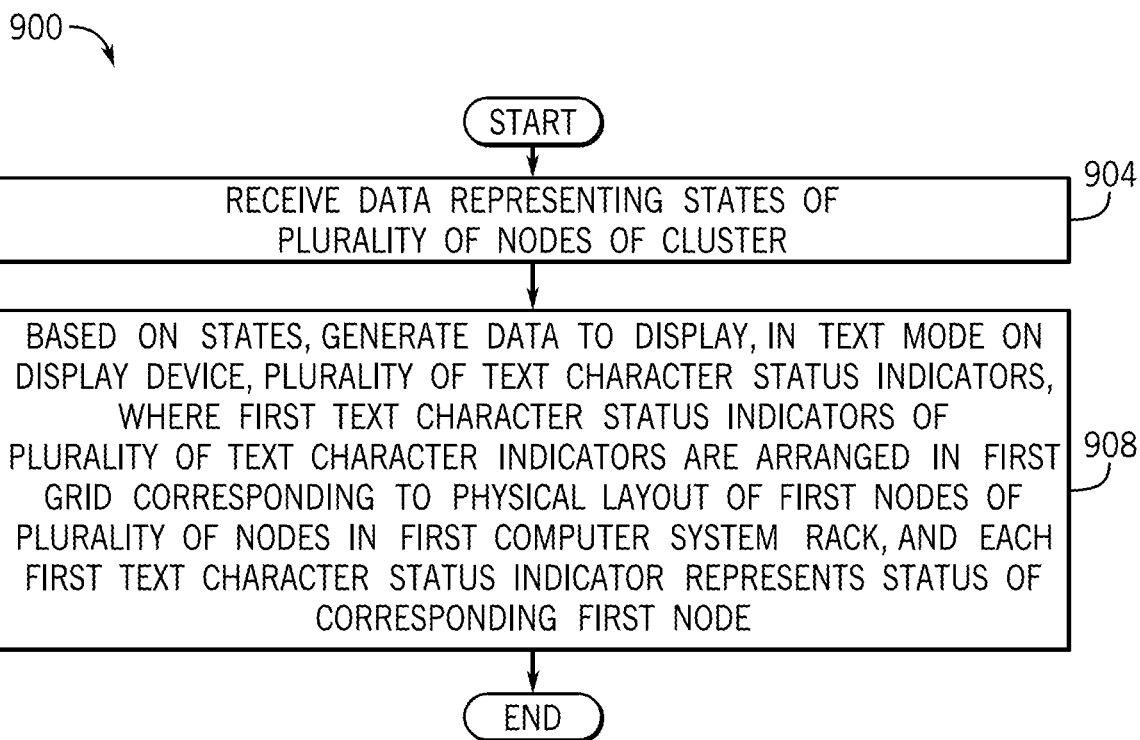 900
START
RECEIVE DATA REPRESENTING STATES OF
PLURALITY OF NODES OF CLUSTER
904
BASED ON STATES, GENERATE DATA TO DISPLAY, IN TEXT MODE ON
DISPLAY DEVICE, PLURALITY OF TEXT CHARACTER STATUS INDICATORS,
WHERE FIRST TEXT CHARACTER STATUS INDICATORS OF
PLURALITY OF TEXT CHARACTER INDICATORS ARE ARRANGED IN FIRST
GRID CORRESPONDING TO PHYSICAL LAYOUT OF FIRST NODES OF
PLURALITY OF NODES IN FIRST COMPUTER SYSTEM RACK, AND EACH
FIRST TEXT CHARACTER STATUS INDICATOR REPRESENTS STATUS OF
CORRESPONDING FIRST NODE
908
END